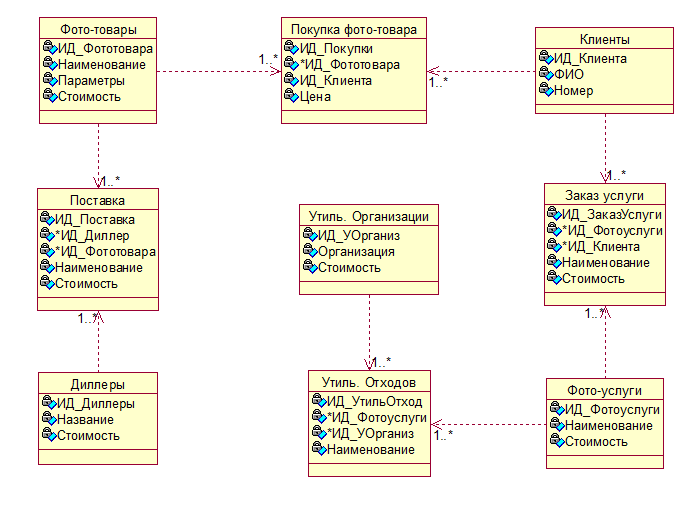 Фото-товары
ИД_Фототовара
Наименование
Параметры
Стоимость
1..*
Покупка фото-товара
ИД_Покупки
*ИД_Фототовара
ИД_Клиента
Цена
1..*
Клиенты
ИД_Клиента
ФИО
Номер
1..*
Поставка
ИД_Поставка
*ИД_Диллер
*ИД_Фототовара
Наименование
Стоимость
1..*
Утиль. Организации
ИД_УОрганиз
Организация
Стоимость
1..*
Заказ услуги
ИД_ЗаказУслуги
*ИД_Фотоуслуги
*ИД_Клиента
Наименование
Стоимость
1..*
Диллеры
ИД_Диллеры
Название
Стоимость
1..*
Утиль. Отходов
ИД_УтильОтход
*ИД_Фотоуслуги
*ИД_УОрганиз
Наименование
1..*
Фото-услуги
ИД_Фотоуслуги
Наименование
Стоимость